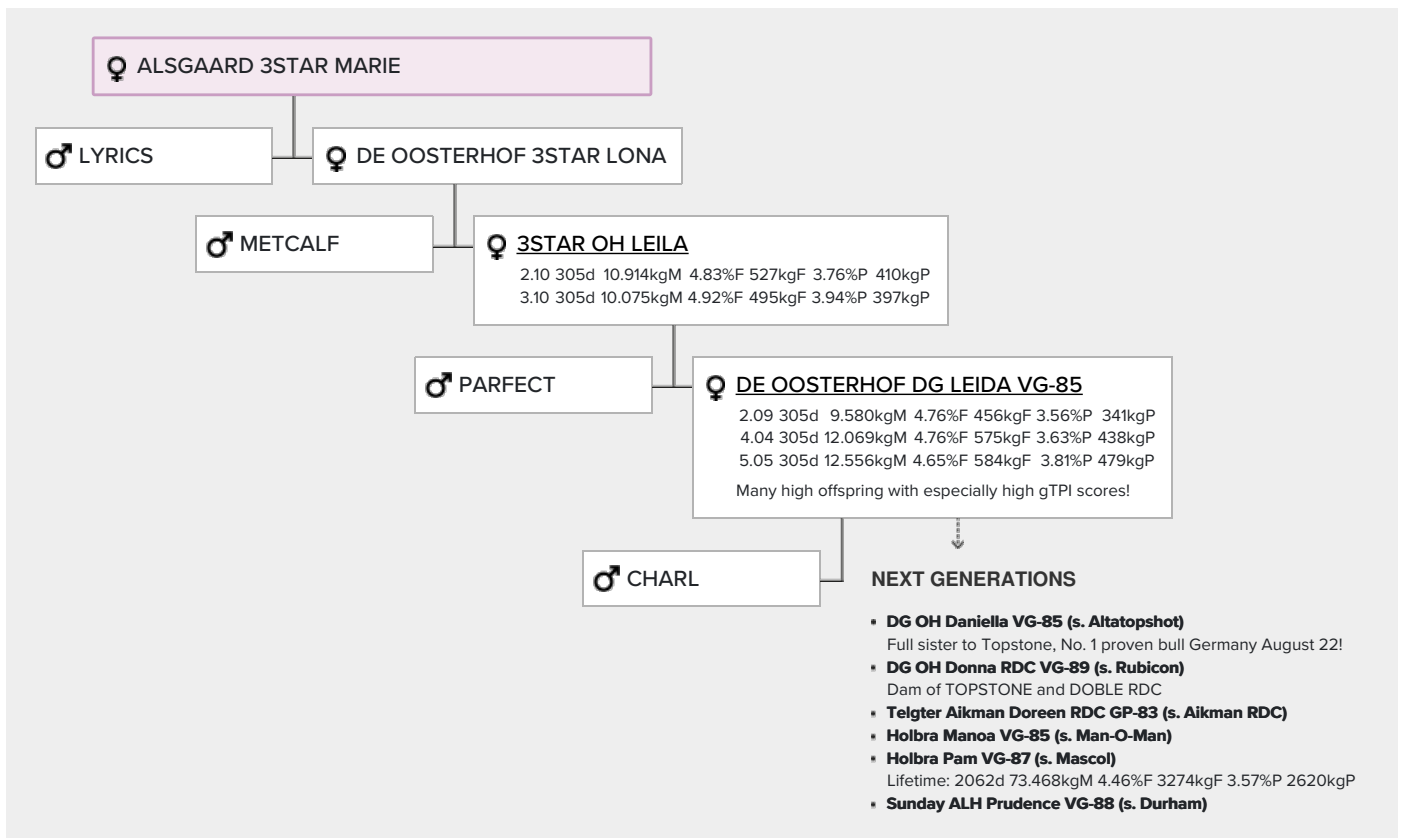 ♀ ALSGAARD 3STAR MARIE
♂ LYRICS
♀ DE OOSTERHOF 3STAR LONA
♂ METCALF
♀ 3STAR OH LEILA
2.10 305d 10.914kgM 4.83%F 527kgF 3.76%P 410kgP
3.10 305d 10.075kgM 4.92%F 495kgF 3.94%P 397kgP
♂ PARFECT
♀ DE OOSTERHOF DG LEIDA VG-85
2.09 305d 9.580kgM 4.76%F 456kgF 3.56%P 341kgP
4.04 305d 12.069kgM 4.76%F 575kgF 3.63%P 438kgP
5.05 305d 12.556kgM 4.65%F 584kgF 3.81%P 479kgP
Many high offspring with especially high gTPI scores!
♂ CHARL
NEXT GENERATIONS
▪ DG OH Daniella VG-85 (s. Altatopshot)
Full sister to Topstone, No. 1 proven bull Germany August 22!
▪ DG OH Donna RDC VG-89 (s. Rubicon)
Dam of TOPSTONE and DOBLE RDC
▪ Telgter Aikman Doreen RDC GP-83 (s. Aikman RDC)
▪ Holbra Manoa VG-85 (s. Man-O-Man)
▪ Holbra Pam VG-87 (s. Mascol)
Lifetime: 2062d 73.468kgM 4.46%F 3274kgF 3.57%P 2620kgP
▪ Sunday ALH Prudence VG-88 (s. Durham)